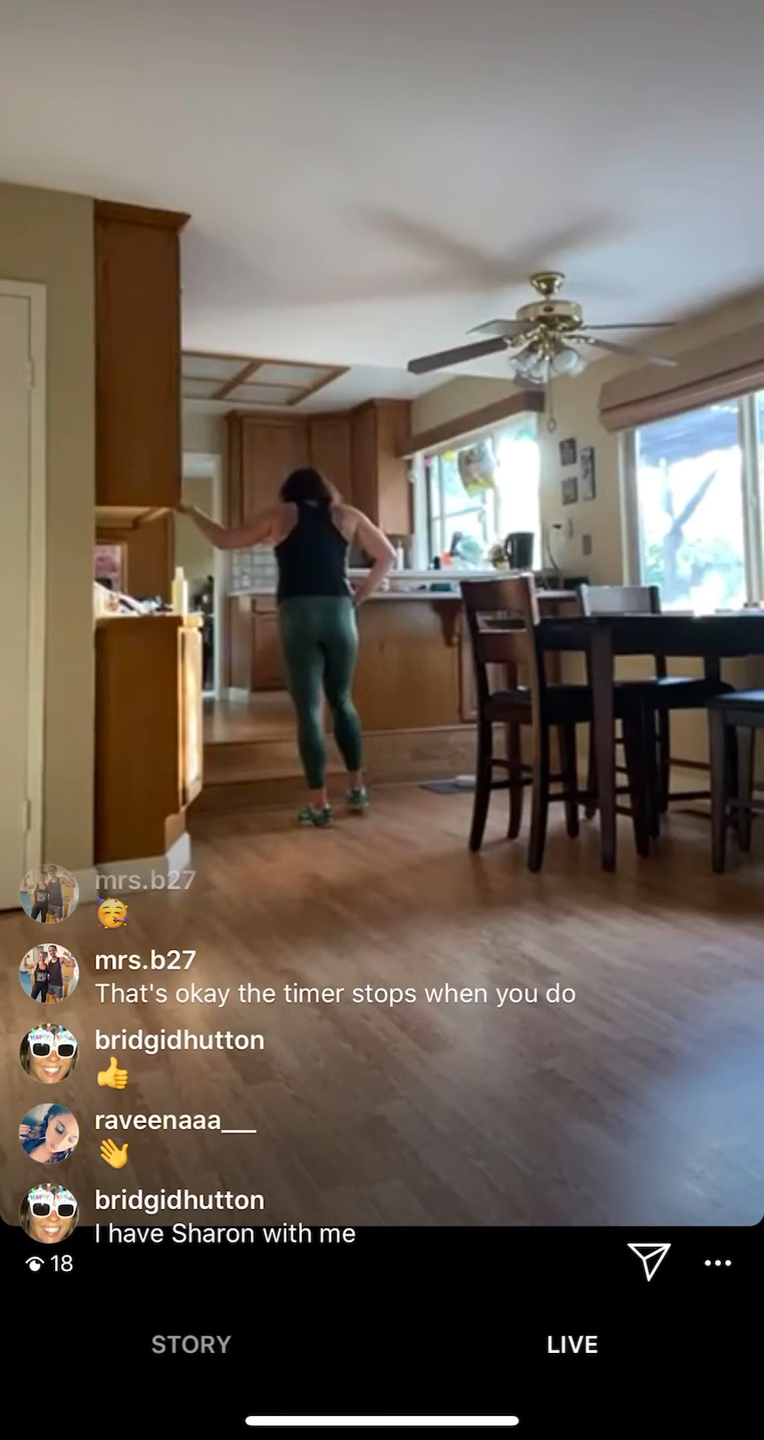 mrs.b27
🥳
mrs.b27
That's okay the timer stops when you do
bridgidhutton
👍
raveenaaa___
👋
bridgidhutton
I have Sharon with me
18
STORY
LIVE